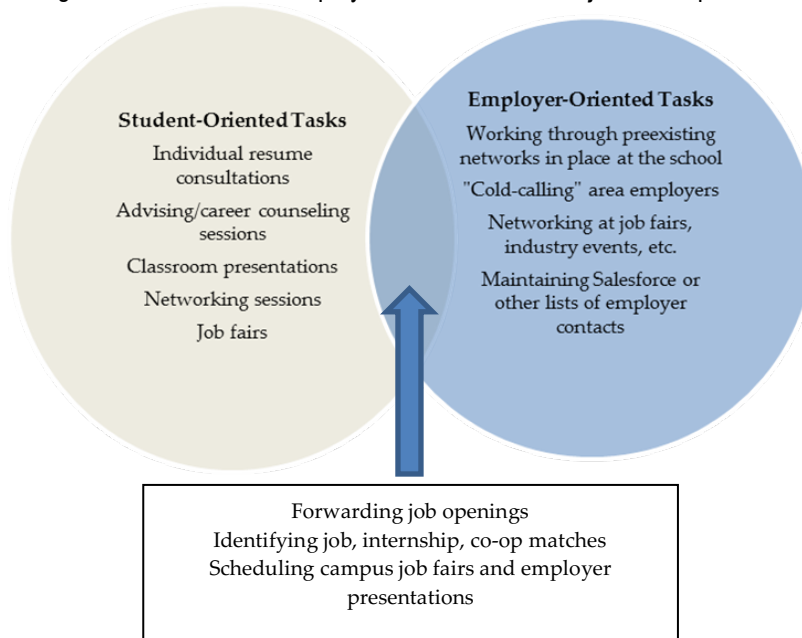 Student-Oriented Tasks
Individual resume
consultations
Advising/career counseling
sessions
Classroom presentations
Networking sessions
Job fairs
Employer-Oriented Tasks
Working through preexisting
networks in place at the school
"Cold-calling" area employers
Networking at job fairs,
industry events, etc.
Maintaining Salesforce or
other lists of employer
contacts
Forwarding job openings
Identifying job, internship, co-op matches
Scheduling campus job fairs and employer
presentations